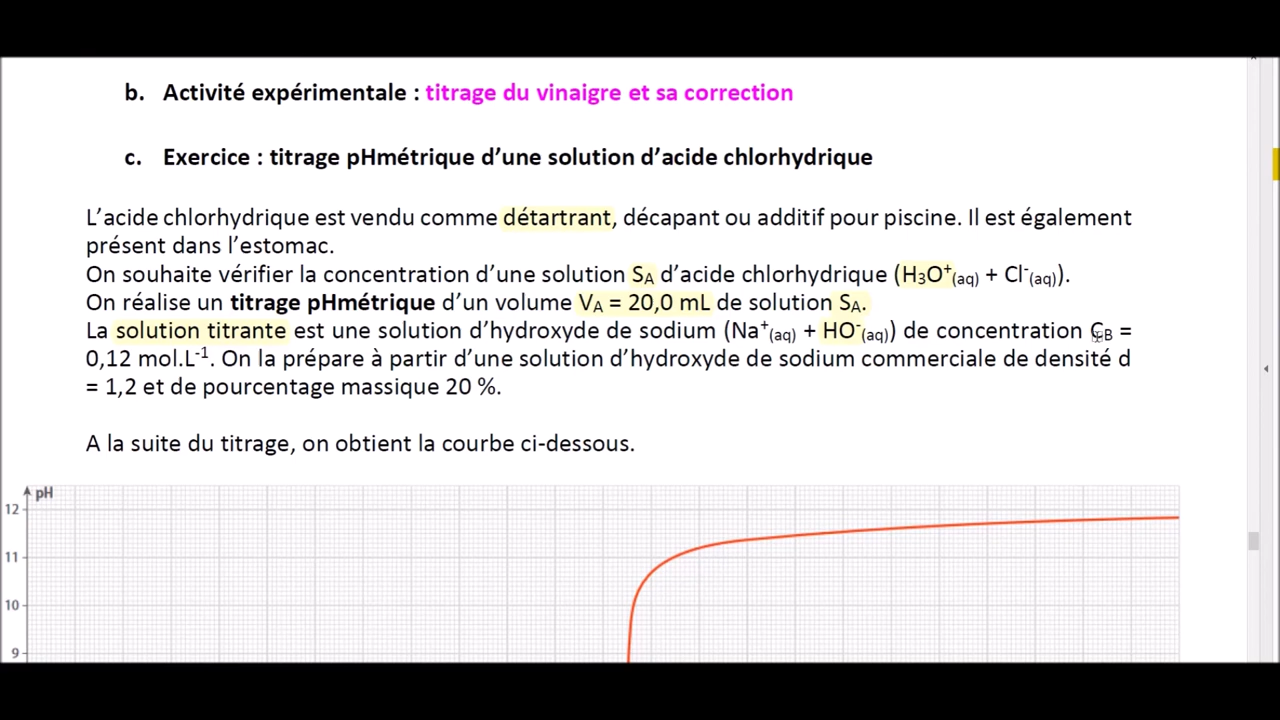 b. Activité expérimentale : titrage du vinaigre et sa correction
c. Exercice : titrage pHmétrique d’une solution d’acide chlorhydrique
L’acide chlorhydrique est vendu comme détartrant, décapant ou additif pour piscine. Il est également
présent dans l’estomac.
On souhaite vérifier la concentration d’une solution SA d’acide chlorhydrique (H3O+(aq) + Cl-(aq)).
On réalise un titrage pHmétrique d’un volume VA = 20,0 mL de solution SA.
La solution titrante est une solution d’hydroxyde de sodium (Na+(aq) + HO-(aq)) de concentration CB =
0,12 mol.L-1. On la prépare à partir d’une solution d’hydroxyde de sodium commerciale de densité d
= 1,2 et de pourcentage massique 20 %.
A la suite du titrage, on obtient la courbe ci-dessous.
pH
12
11
10
9